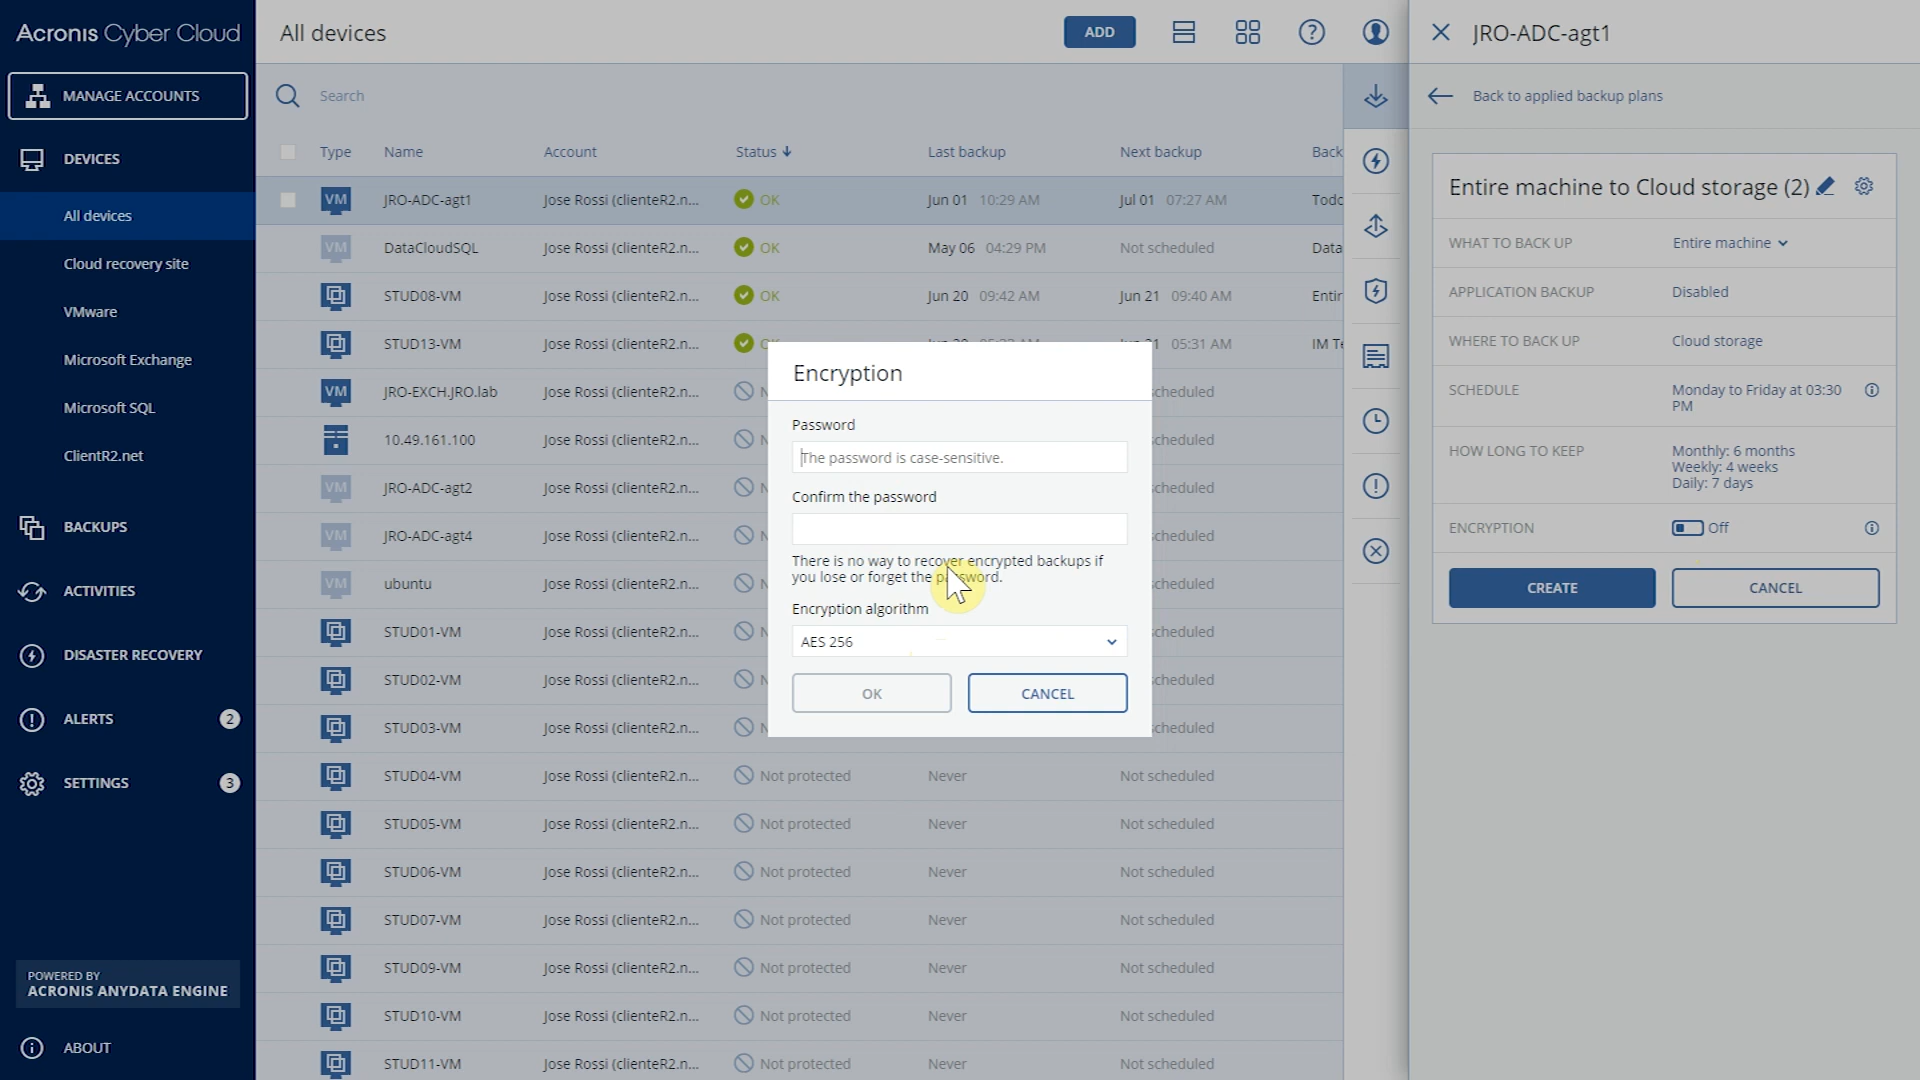 Acronis Cyber Cloud
MANAGE ACCOUNTS
DEVICES
All devices
Cloud recovery site
VMware
Microsoft Exchange
Microsoft SQL
ClientR2.net
BACKUPS
ACTIVITIES
DISASTER RECOVERY
ALERTS 2
SETTINGS 3
POWERED BY
ACRONIS ANYDATA ENGINE
ABOUT
All devices
ADD
Search
Type Name Account Status Last backup Next backup Back
VM JRO-ADC-agt1 Jose Rossi (clienteR2.n... OK Jun 01 10:29 AM Jul 01 07:27 AM Todo
VM DataCloudSQL Jose Rossi (clienteR2.n... OK May 06 04:29 PM Not scheduled Data
STUD08-VM Jose Rossi (clienteR2.n... OK Jun 20 09:42 AM Jun 21 09:40 AM Entir
STUD13-VM Jose Rossi (clienteR2.n... 05:31 AM IM Te
VM JRO-EXCH.JRO.lab Jose Rossi (clienteR2.n... scheduled
10.49.161.100 Jose Rossi (clienteR2.n... scheduled
VM JRO-ADC-agt2 Jose Rossi (clienteR2.n... scheduled
VM JRO-ADC-agt4 Jose Rossi (clienteR2.n... scheduled
VM ubuntu Jose Rossi (clienteR2.n... scheduled
STUD01-VM Jose Rossi (clienteR2.n... scheduled
STUD02-VM Jose Rossi (clienteR2.n... scheduled
STUD03-VM Jose Rossi (clienteR2.n... scheduled
STUD04-VM Jose Rossi (clienteR2.n... Not protected Never Not scheduled
STUD05-VM Jose Rossi (clienteR2.n... Not protected Never Not scheduled
STUD06-VM Jose Rossi (clienteR2.n... Not protected Never Not scheduled
STUD07-VM Jose Rossi (clienteR2.n... Not protected Never Not scheduled
STUD09-VM Jose Rossi (clienteR2.n... Not protected Never Not scheduled
STUD10-VM Jose Rossi (clienteR2.n... Not protected Never Not scheduled
STUD11-VM Jose Rossi (clienteR2.n... Not protected Never Not scheduled
Encryption
Password
The password is case-sensitive.
Confirm the password
There is no way to recover encrypted backups if
you lose or forget the password.
Encryption algorithm
AES 256
OK CANCEL
JRO-ADC-agt1
Back to applied backup plans
Entire machine to Cloud storage (2)
WHAT TO BACK UP Entire machine
APPLICATION BACKUP Disabled
WHERE TO BACK UP Cloud storage
SCHEDULE Monday to Friday at 03:30
PM
HOW LONG TO KEEP Monthly: 6 months
Weekly: 4 weeks
Daily: 7 days
ENCRYPTION Off
CREATE CANCEL